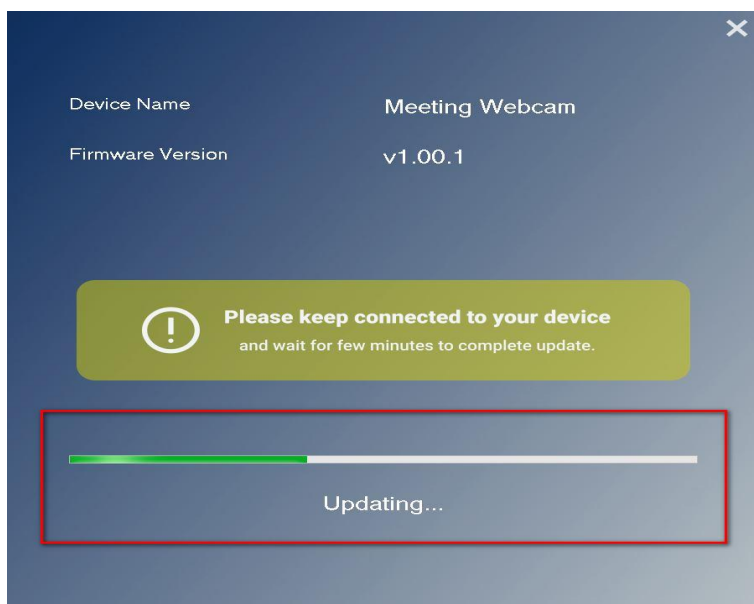 Device Name Meeting Webcam
Firmware Version v1.00.1
Please keep connected to your device
and wait for few minutes to complete update.
Updating...